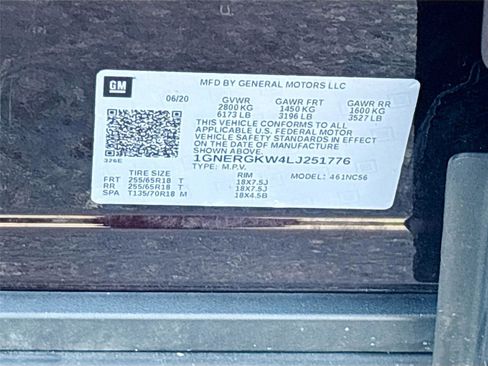 GM
MFD BY GENERAL MOTORS LLC
06/20 GVWR GAWR FRT GAWR RR
2800 KG 1450 KG 1600 KG
6173 LB 3196 LB 3527 LB
THIS VEHICLE CONFORMS TO ALL
APPLICABLE U.S. FEDERAL MOTOR
VEHICLE SAFETY STANDARDS IN EFFECT
ON THE DATE OF MANUFACTURE
SHOWN ABOVE.
1GNERGKW4LJ251776
TYPE: M.P.V.
TIRE SIZE RIM MODEL: 461NC56
FRT 255/65R18 T 18X7.5J
RR 255/65R18 T 18X7.5J
SPA T135/70R18 M 18X4.5B